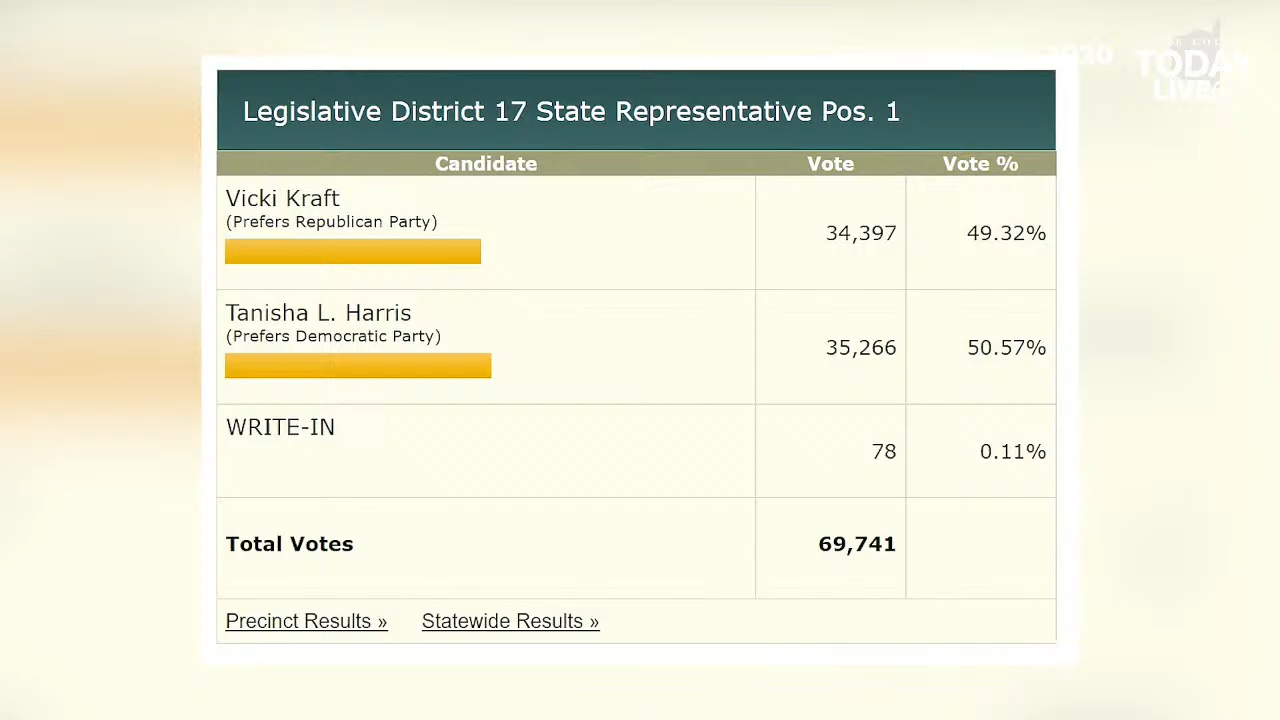 2020
TODAY
LIVE
Legislative District 17 State Representative Pos. 1
Candidate Vote Vote %
Vicki Kraft
(Prefers Republican Party)
34,397 49.32%
Tanisha L. Harris
(Prefers Democratic Party)
35,266 50.57%
WRITE-IN
78 0.11%
Total Votes 69,741
Precinct Results » Statewide Results »